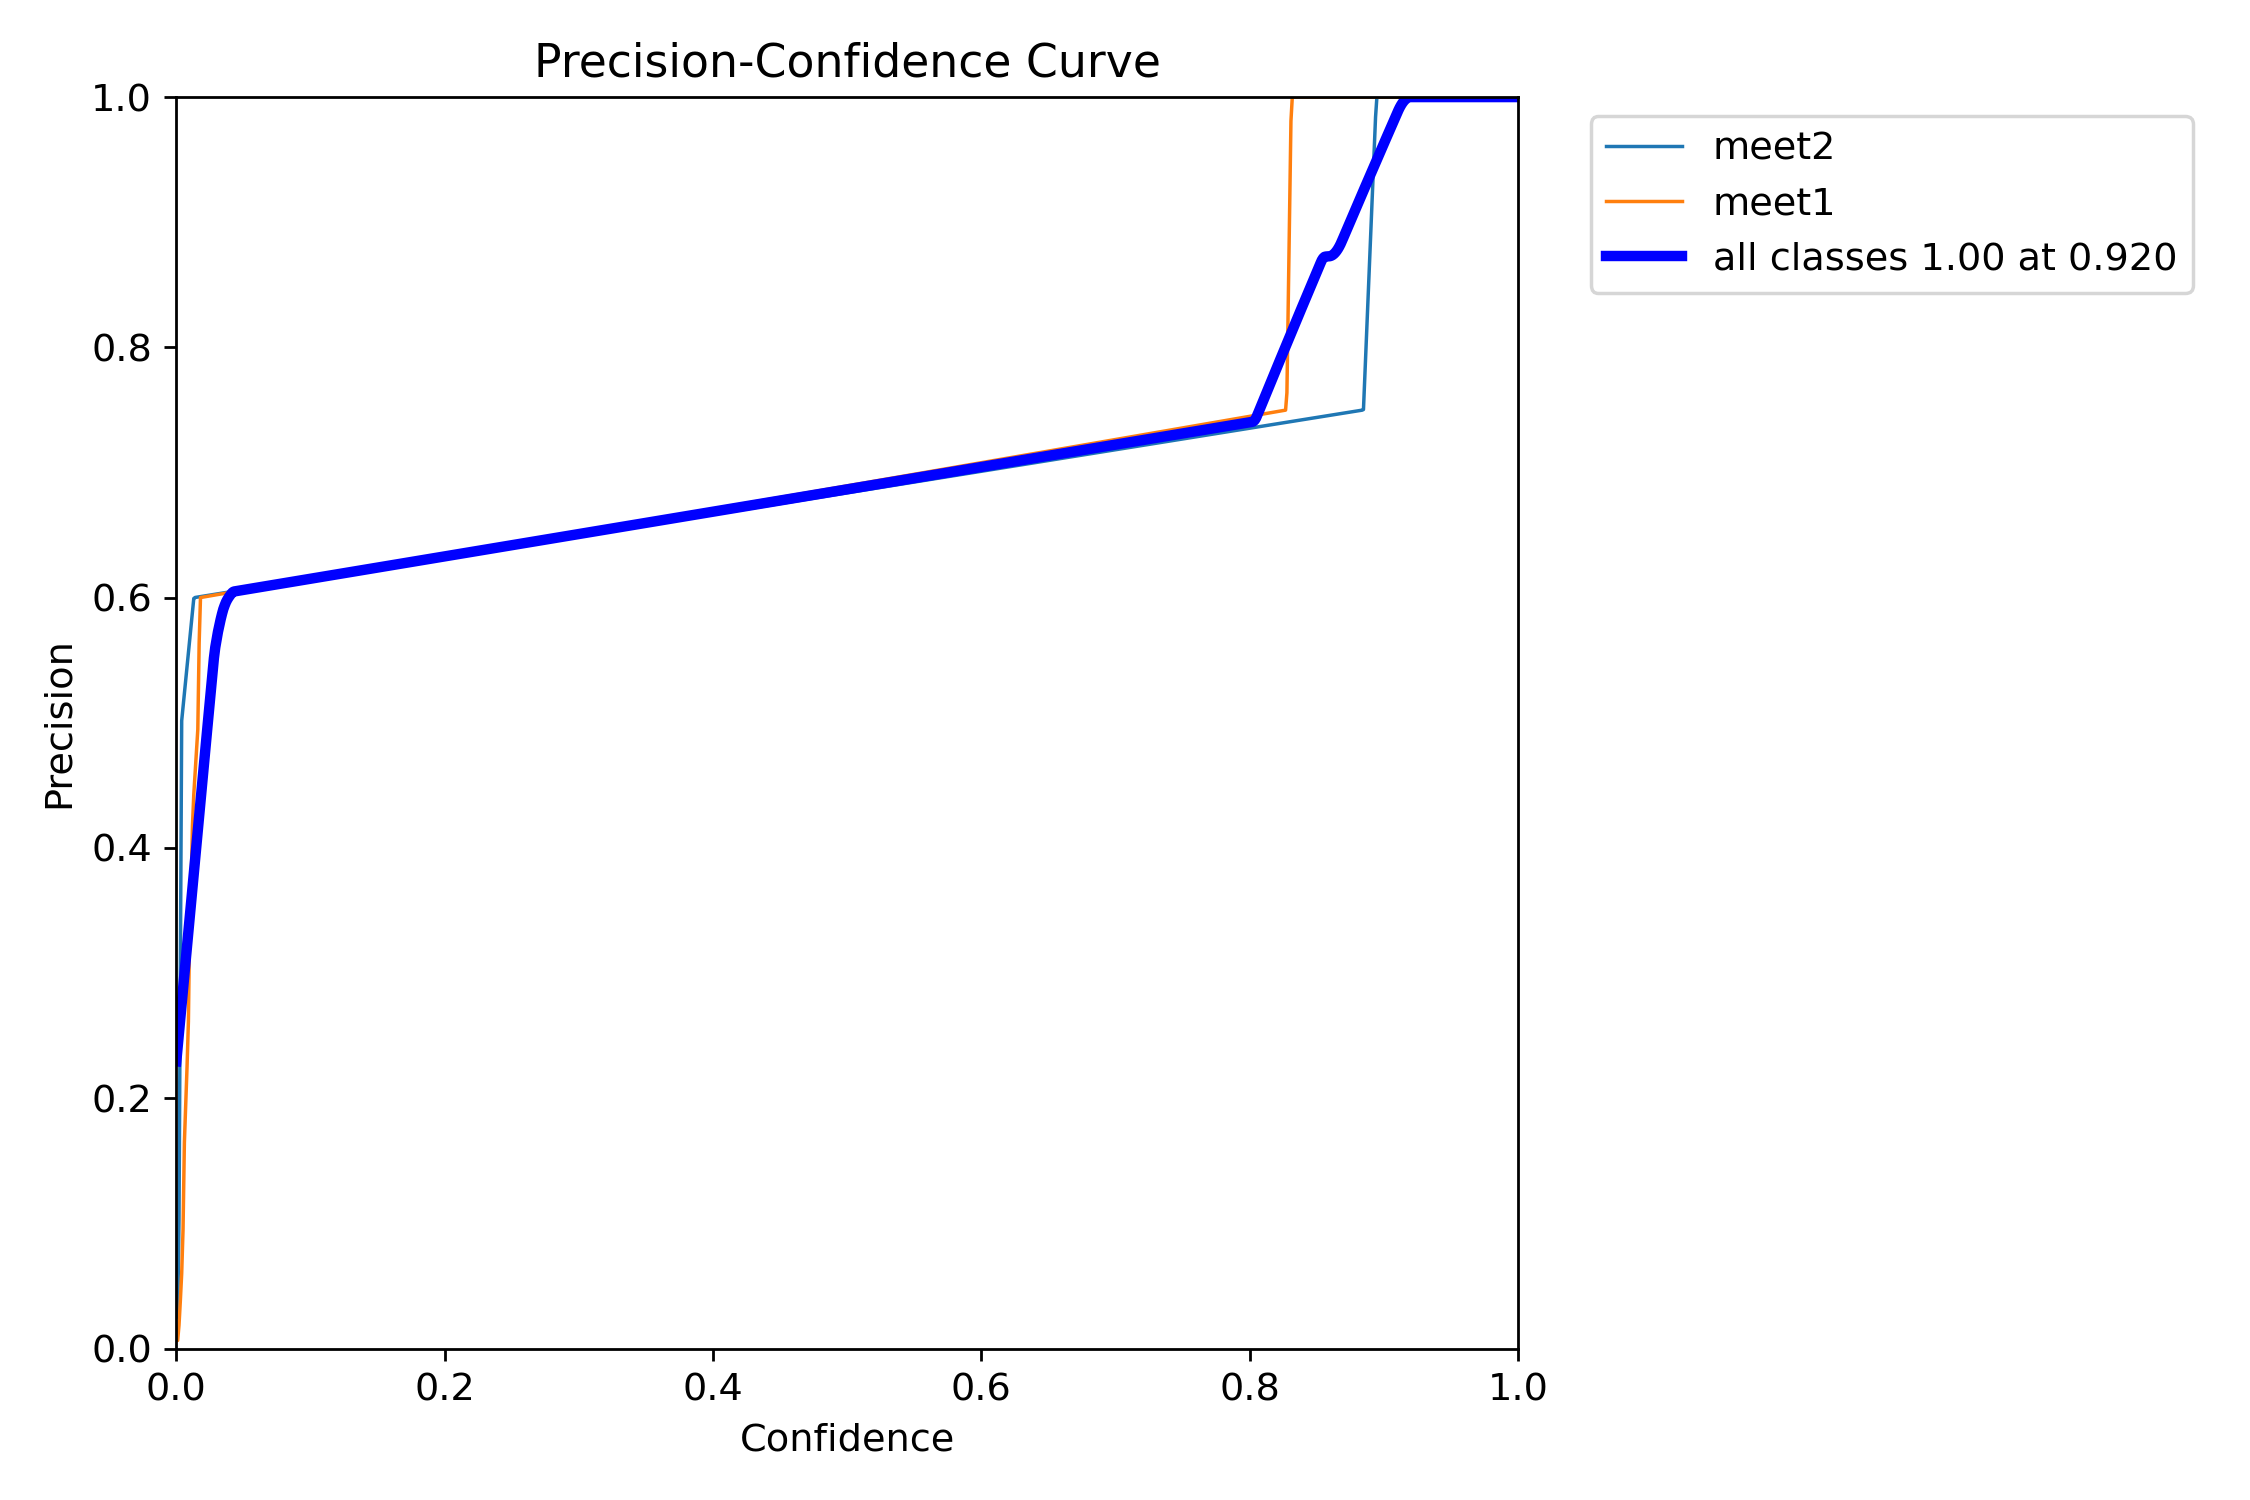 Precision-Confidence Curve
1.0
0.8
0.6
0.4
0.2
0.0
Precision
0.0 0.2 0.4 0.6 0.8 1.0
Confidence
meet2
meet1
all classes 1.00 at 0.920